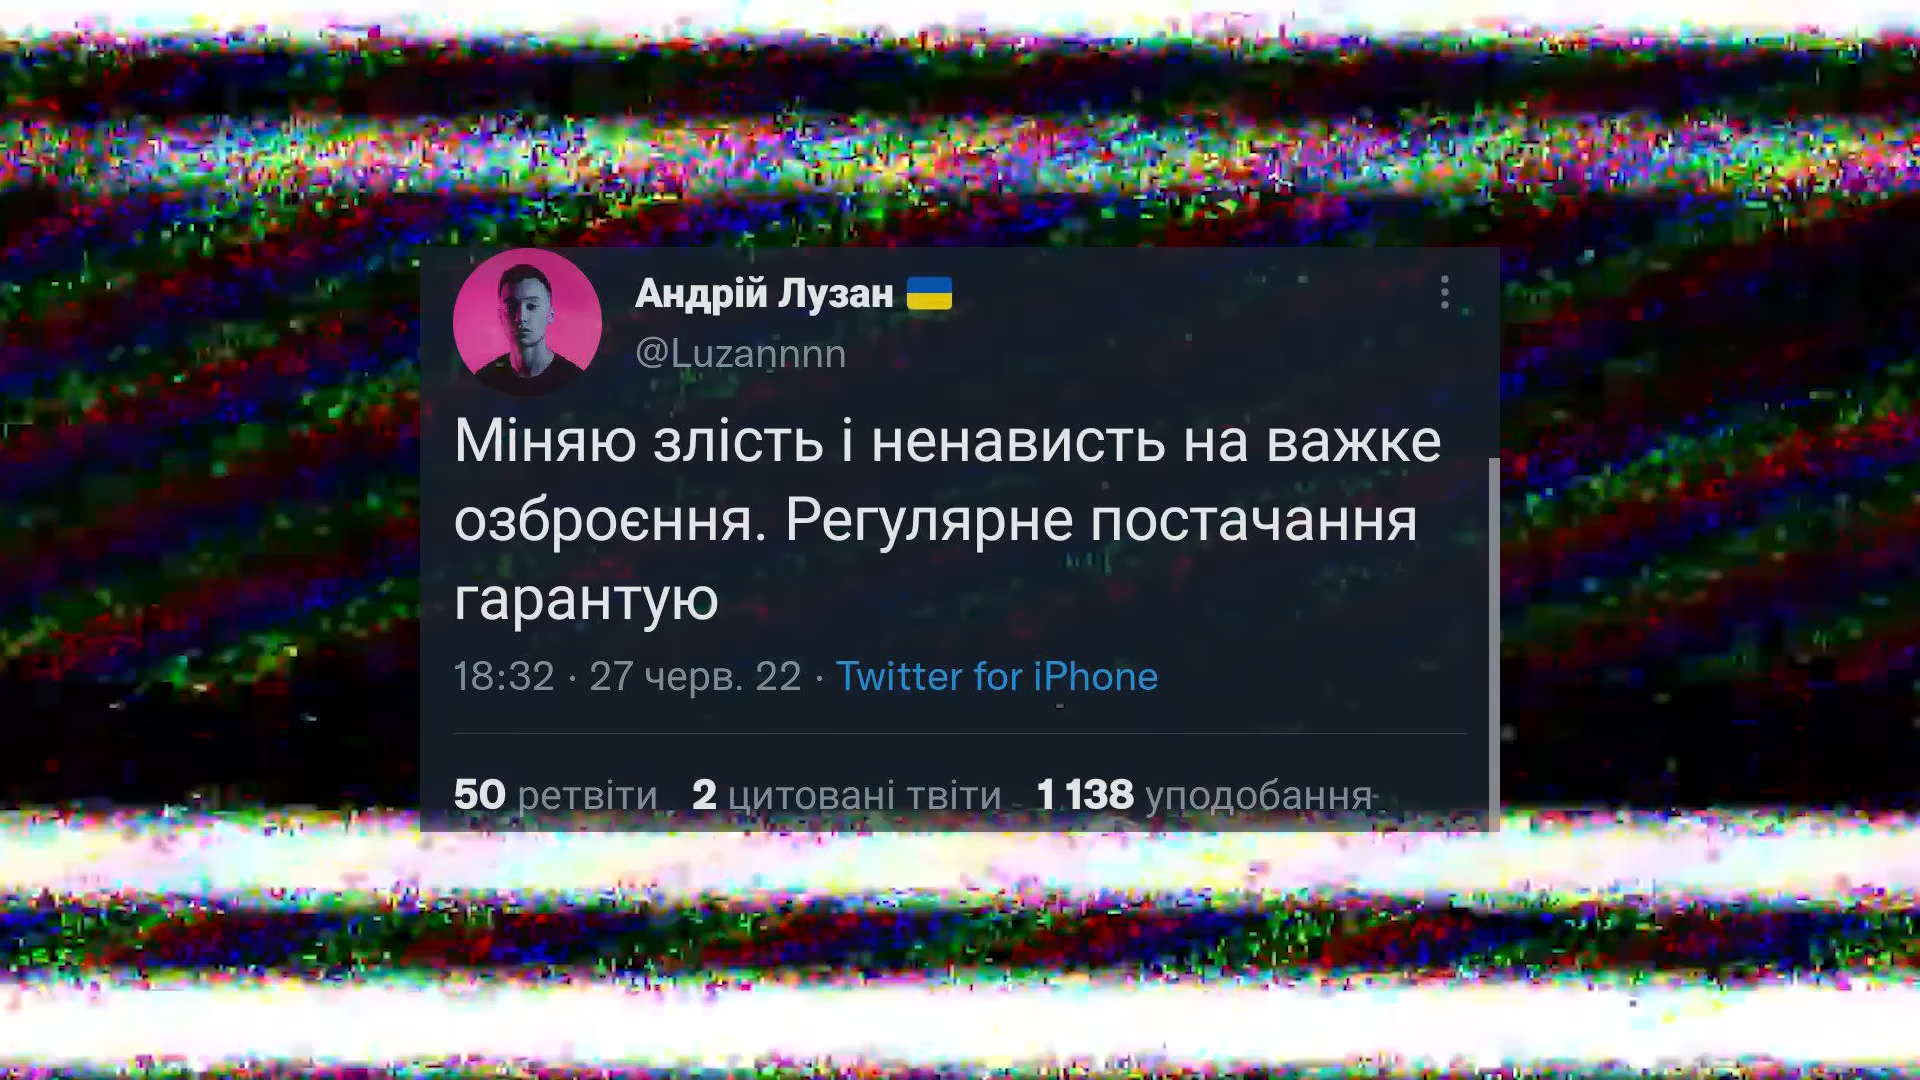 Андрій Лузан
@Luzannnn
Міняю злість і ненависть на важке
озброєння. Регулярне постачання
гарантую
18:32 · 27 черв. 22 · Twitter for iPhone
50 ретвіти 2 цитовані твіти 1 138 уподобання